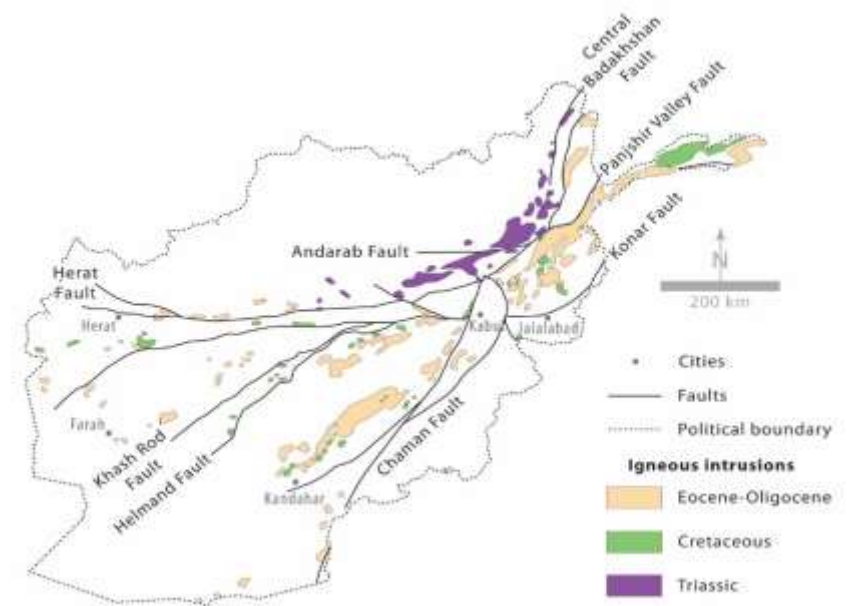 Central
Badakhshan
Fault
Panjshir Valley Fault
Andarab Fault
Konar Fault
Herat
Fault
N
200 km
Herat
Kabul
Jalalabad
Cities
Faults
Farah
Chaman Fault
Political boundary
Khash Rod
Fault
Helmand Fault
Igneous intrusions
Kandahar
Eocene-Oligocene
Cretaceous
Triassic